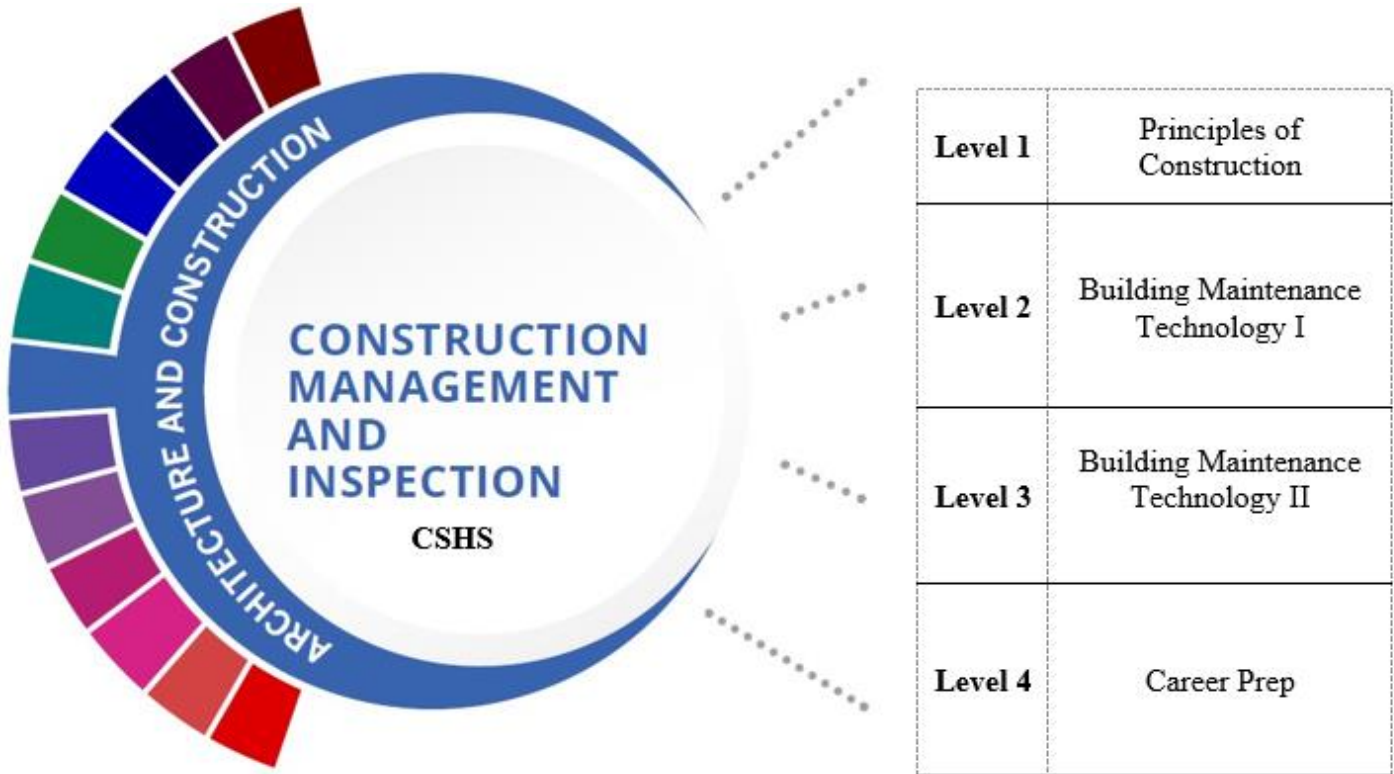 ARCHITECTURE AND CONSTRUCTION
CONSTRUCTION
MANAGEMENT
AND
INSPECTION
CSHS
Level 1
Principles of
Construction
Level 2
Building Maintenance
Technology I
Level 3
Building Maintenance
Technology II
Level 4
Career Prep